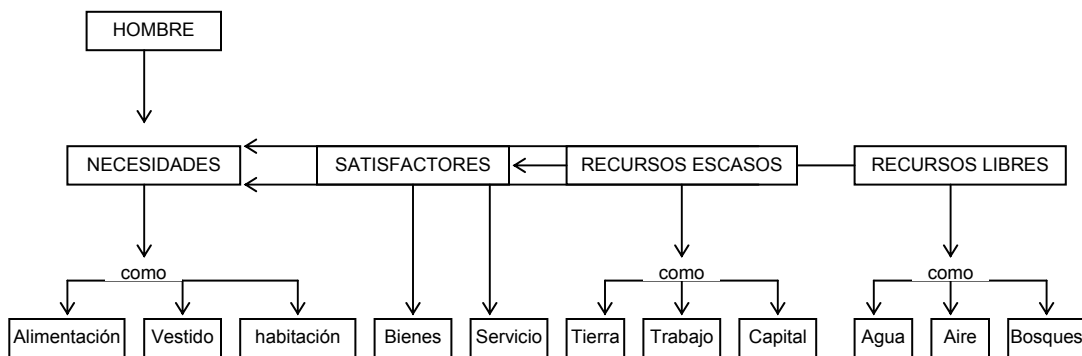 HOMBRE
NECESIDADES SATISFACTORES RECURSOS ESCASOS RECURSOS LIBRES
como como como
Alimentación Vestido habitación Bienes Servicio Tierra Trabajo Capital Agua Aire Bosques